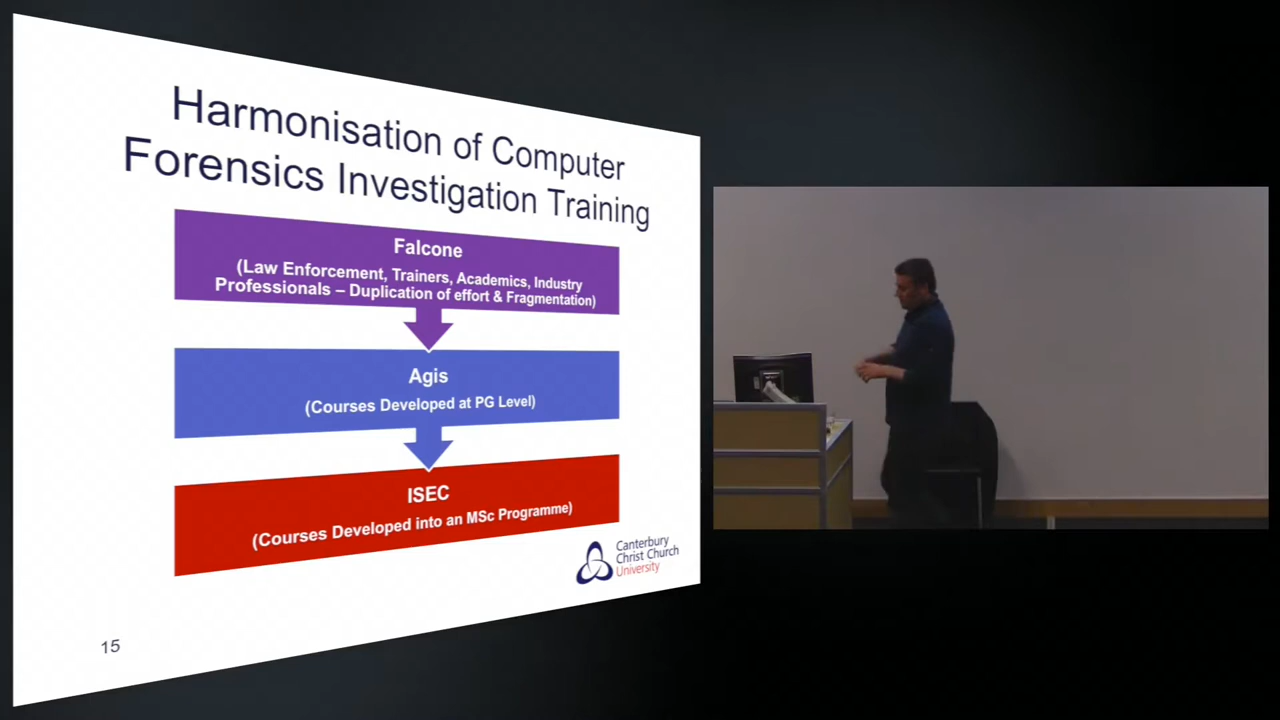 Harmonisation of Computer
Forensics Investigation Training
Falcone
(Law Enforcement, Trainers, Academics, Industry
Professionals – Duplication of effort & Fragmentation)
Agis
(Courses Developed at PG Level)
ISEC
(Courses Developed into an MSc Programme)
Canterbury
Christ Church
University
15